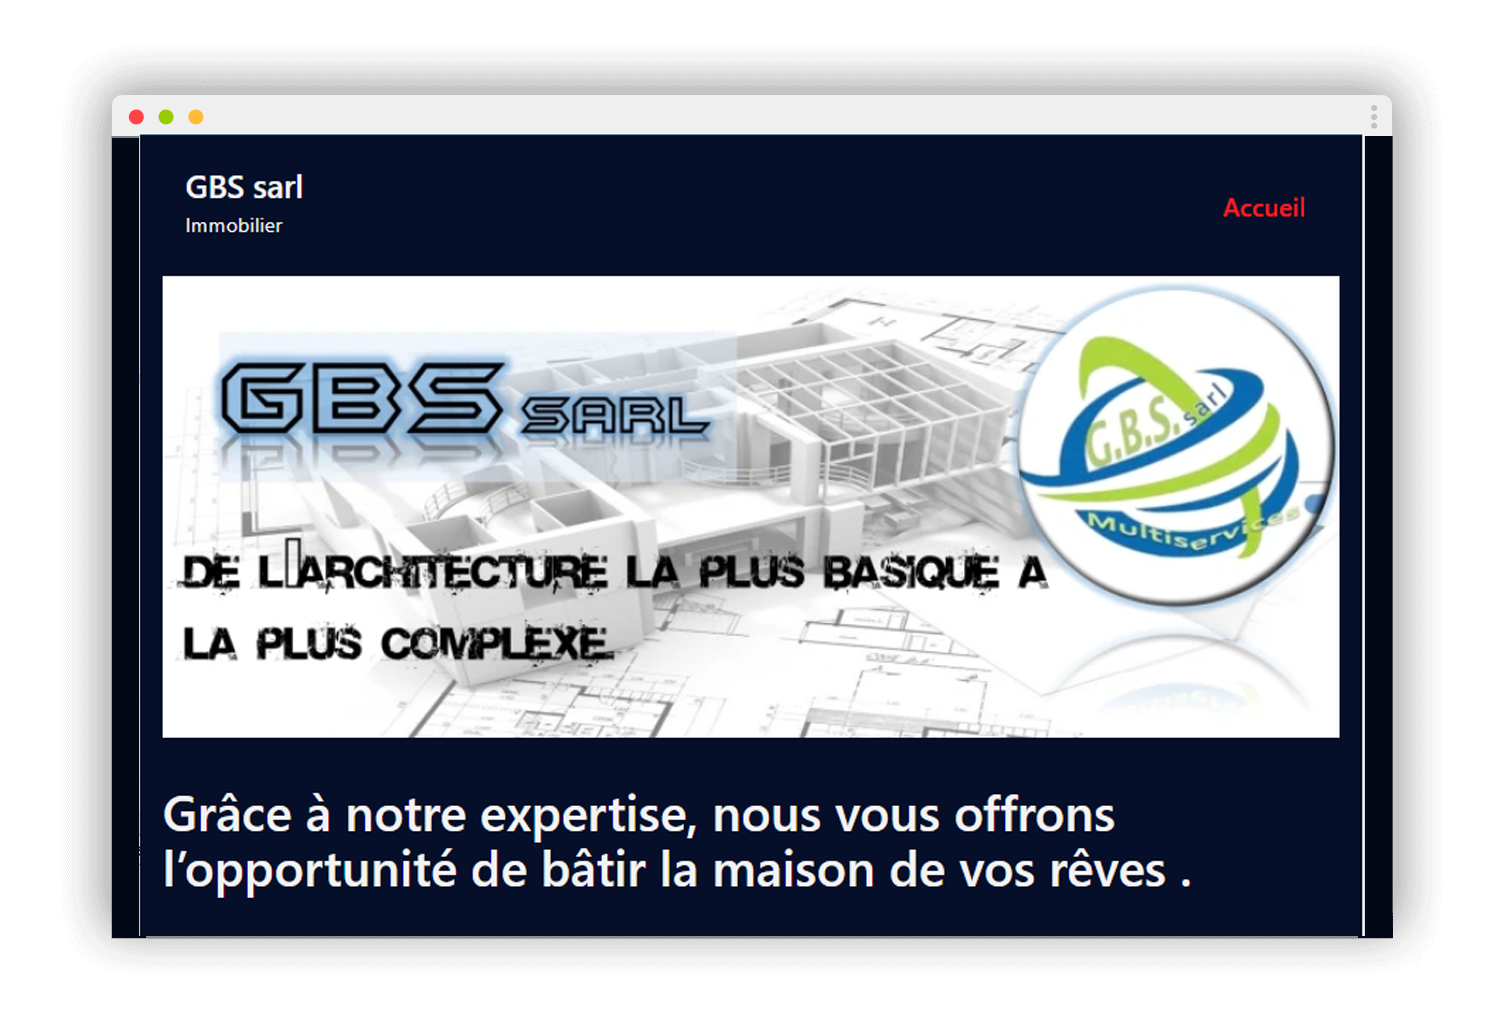 GBS sarl
Immobilier
Accueil
GBS SARL
G.B.S. sarl
Multiservices
DE L▯ARCHITECTURE LA PLUS BASIQUE A
LA PLUS COMPLEXE.
Grâce à notre expertise, nous vous offrons
l’opportunité de bâtir la maison de vos rêves .